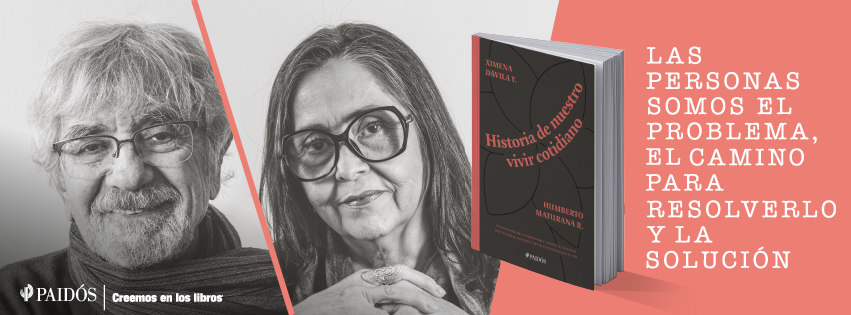 XIMENA
DÁVILA Y.
Historia de nuestro
vivir cotidiano
HUMBERTO
MATURANA R.
PAIDÓS
LAS
PERSONAS
SOMOS EL
PROBLEMA,
EL CAMINO
PARA
RESOLVERLO
Y LA
SOLUCIÓN
PAIDÓS
Creemos en los libros